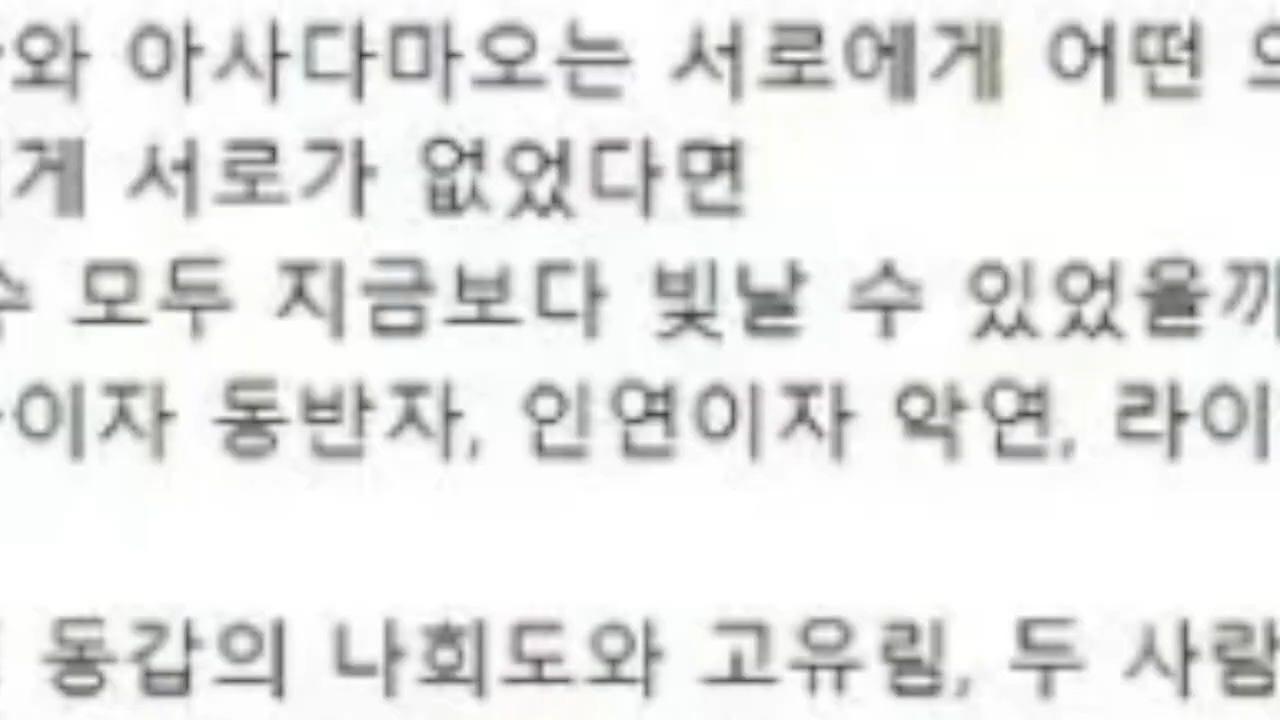 와 아사다마오는 서로에게 어떤
게 서로가 없었다면
수 모두 지금보다 빛날 수 있었을까
이자 동반자, 인연이자 악연, 라이
동갑의 나희도와 고유림, 두 사람